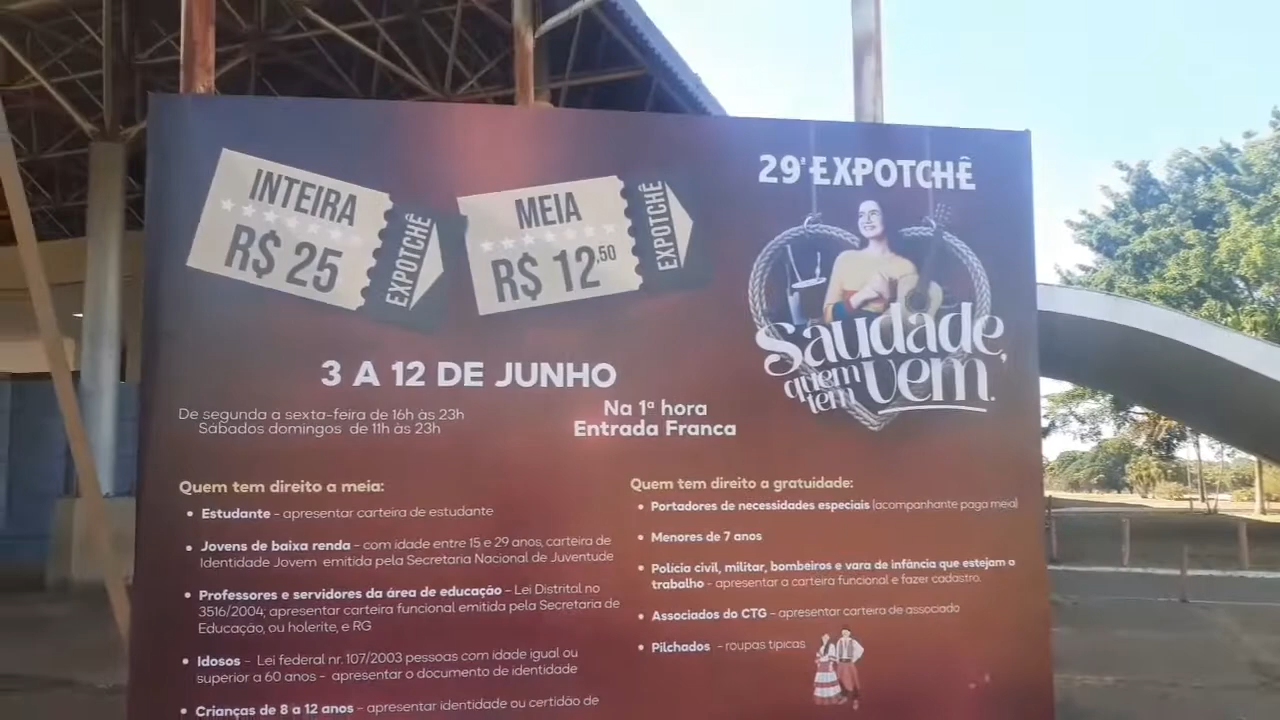 INTEIRA
R$ 25
EXPOTCHÊ
MEIA
R$ 12,50
EXPOTCHÊ
29ª EXPOTCHÊ
Saudade,
quem
tem
vem.
3 A 12 DE JUNHO
De segunda a sexta-feira de 16h às 23h
Sábados domingos de 11h às 23h
Na 1ª hora
Entrada Franca
Quem tem direito a meia:
• Estudante - apresentar carteira de estudante
• Jovens de baixa renda - com idade entre 15 e 29 anos, carteira de
Identidade Jovem emitida pela Secretaria Nacional de Juventude
• Professores e servidores da área de educação - Lei Distrital no
3516/2004; apresentar carteira funcional emitida pela Secretaria de
Educação, ou holerite, e RG
• Idosos - Lei federal nr. 107/2003 pessoas com idade igual ou
superior a 60 anos - apresentar o documento de identidade
• Crianças de 8 a 12 anos - apresentar identidade ou certidão de
Quem tem direito a gratuidade:
• Portadores de necessidades especiais (acompanhante paga meia)
• Menores de 7 anos
• Polícia civil, militar, bombeiros e vara de infância que estejam a
trabalho - apresentar a carteira funcional e fazer cadastro.
• Associados do CTG - apresentar carteira de associado
• Pilchados - roupas típicas